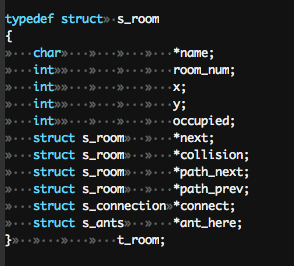 typedef struct s_room
{
char *name;
int room_num;
int x;
int y;
int occupied;
struct s_room *next;
struct s_room *collision;
struct s_room *path_next;
struct s_room *path_prev;
struct s_connection *connect;
struct s_ants *ant_here;
} t_room;